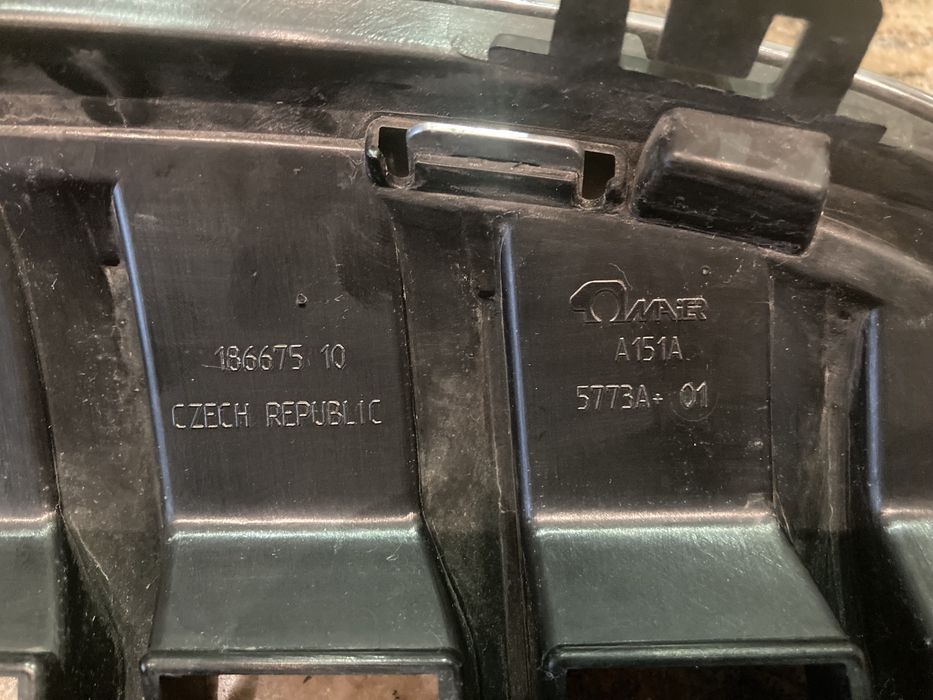 186675 10
CZECH REPUBLIC
MAIER
A151A
5773A+ 01